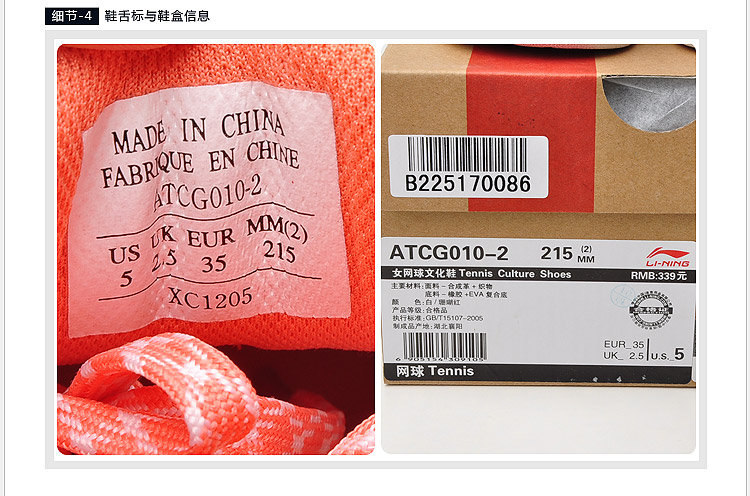 细节-4 鞋舌标与鞋盒信息
MADE IN CHINA
FABRIQUE EN CHINE
ATCG010-2
US UK EUR MM(2)
5 2.5 35 215
XC1205
B225170086
ATCG010-2 215 (2) MM
LI-NING
女网球文化鞋 Tennis Culture Shoes RMB:339元
主要材料: 面料-合成革+织物
底料-橡胶+EVA复合底
颜 色: 白/珊瑚红
产品等级: 合格品
执行标准: GB/T15107-2005
制成品产地: 湖北襄阳
EUR_35
UK_ 2.5 U.S. 5
网球 Tennis